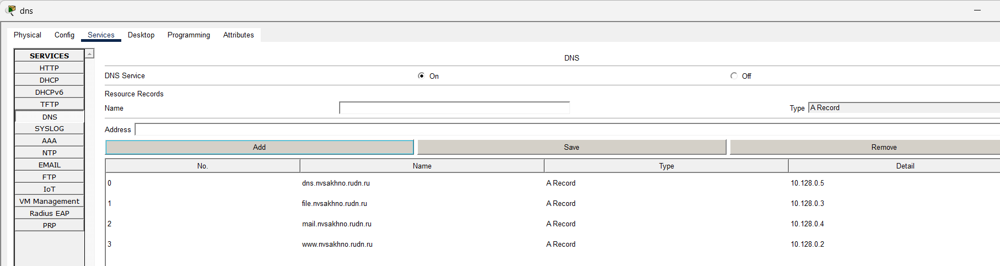 dns
Physical Config Services Desktop Programming Attributes
SERVICES
HTTP
DHCP
DHCPv6
TFTP
DNS
SYSLOG
AAA
NTP
EMAIL
FTP
IoT
VM Management
Radius EAP
PRP
DNS
DNS Service On Off
Resource Records
Name Type A Record
Address
Add Save Remove
No. Name Type Detail
0 dns.nvsakhno.rudn.ru A Record 10.128.0.5
1 file.nvsakhno.rudn.ru A Record 10.128.0.3
2 mail.nvsakhno.rudn.ru A Record 10.128.0.4
3 www.nvsakhno.rudn.ru A Record 10.128.0.2